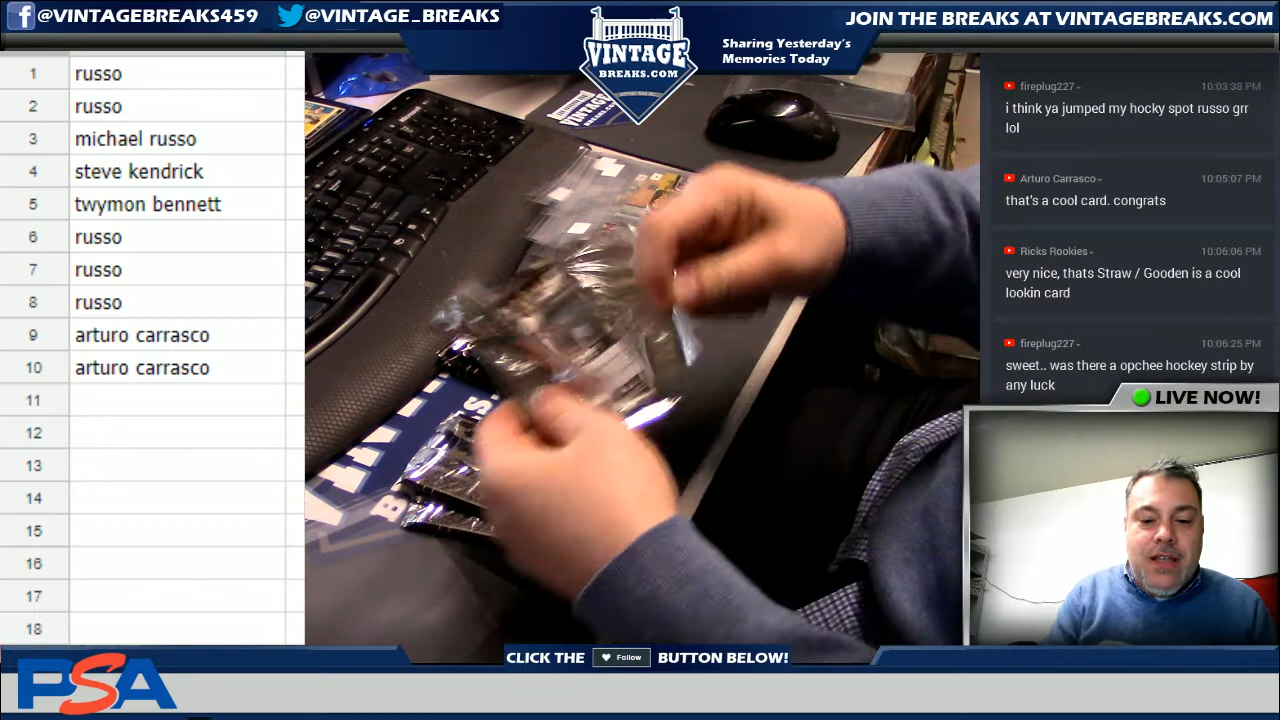 @VINTAGEBREAKS459
@VINTAGE_BREAKS
VINTAGE
BREAKS.COM
Sharing Yesterday's
Memories Today
JOIN THE BREAKS AT VINTAGEBREAKS.COM
1 russo
2 russo
3 michael russo
4 steve kendrick
5 twymon bennett
6 russo
7 russo
8 russo
9 arturo carrasco
10 arturo carrasco
11
12
13
14
15
16
17
18
fireplug227 10:03:38 PM
i think ya jumped my hocky spot russo grr
lol
Arturo Carrasco 10:05:07 PM
that's a cool card. congrats
Ricks Rookies 10:06:06 PM
very nice, thats Straw / Gooden is a cool
lookin card
fireplug227 10:06:25 PM
sweet.. was there a opchee hockey strip by
any luck
LIVE NOW!
CLICK THE Follow BUTTON BELOW!
PSA